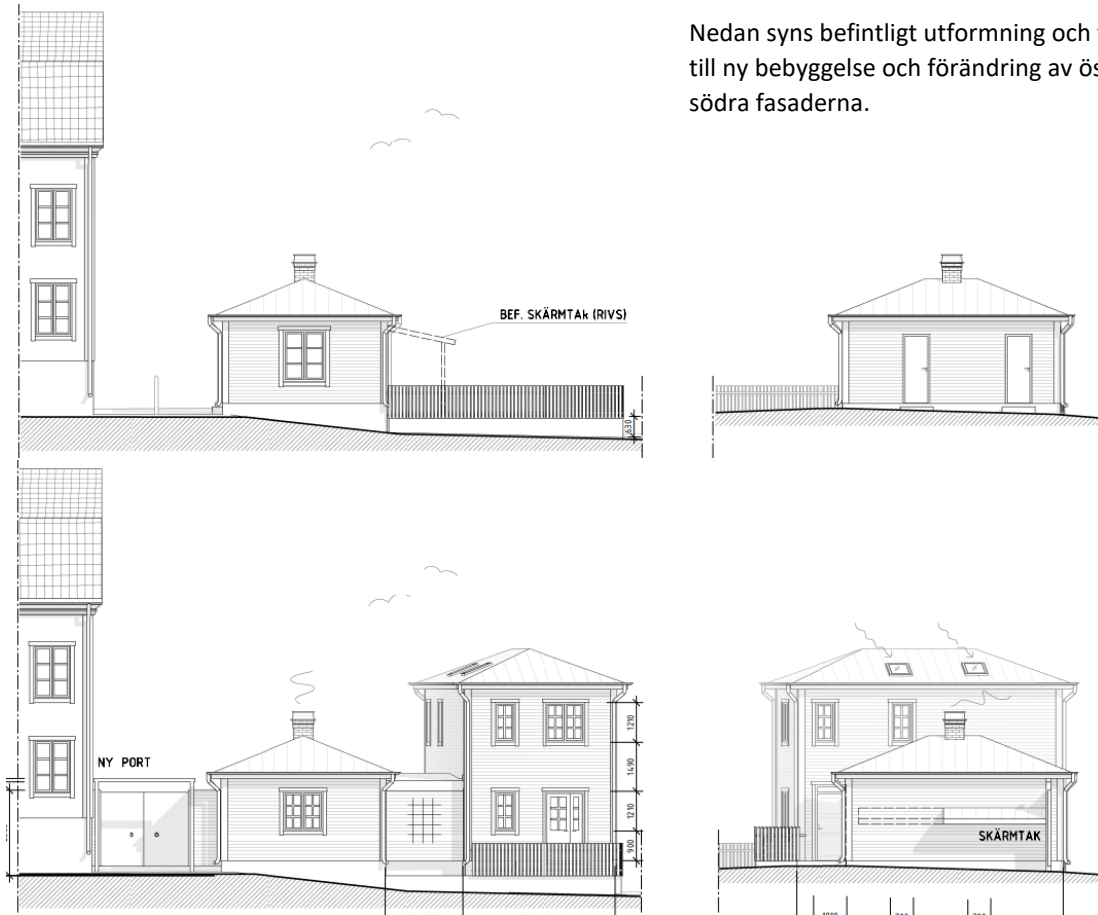 Nedan syns befintligt utformning och
till ny bebyggelse och förändring av
södra fasaderna.
BEF. SKÄRMTAk (RIVS)
630
NY PORT
1210
1490
1210
900
SKÄRMTAK